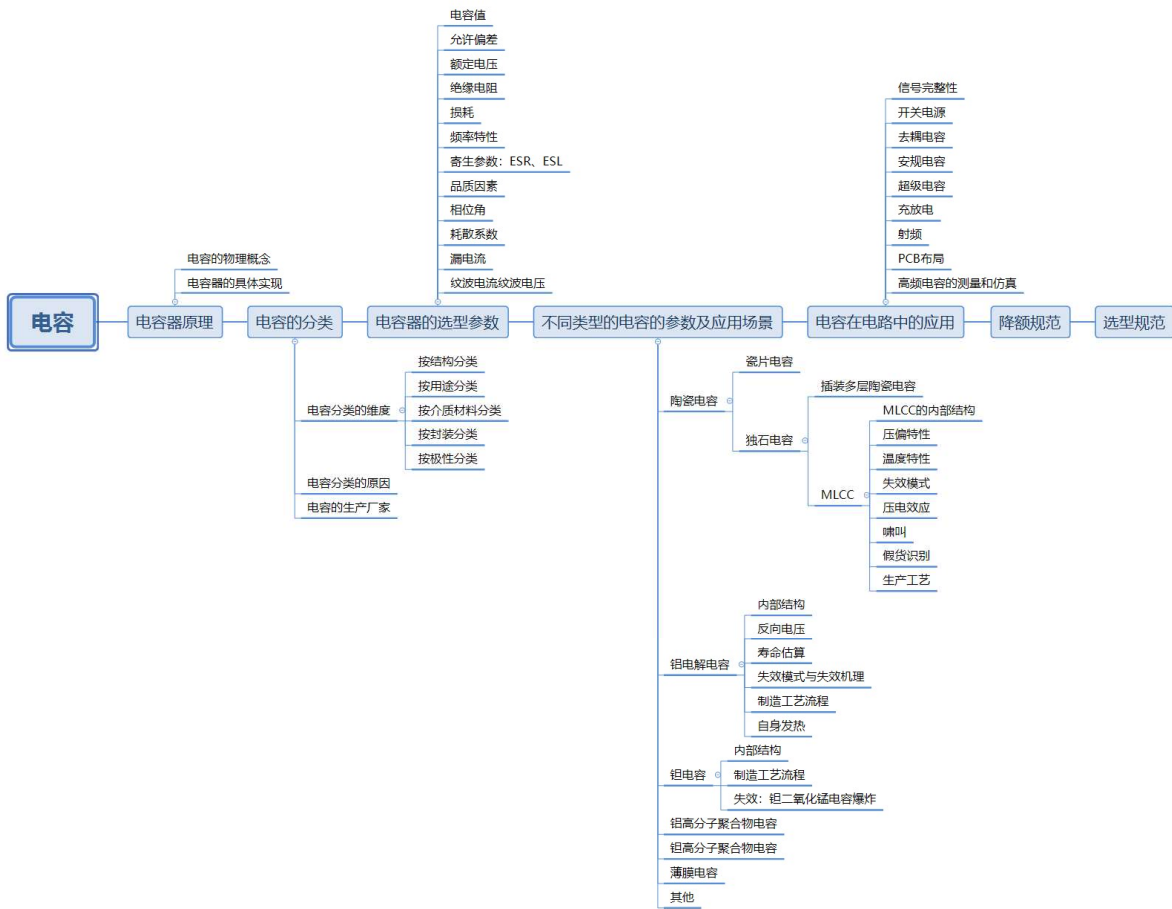 电容
电容器原理
电容的物理概念
电容器的具体实现
电容的分类
电容分类的维度
按结构分类
按用途分类
按介质材料分类
按封装分类
按极性分类
电容分类的原因
电容的生产厂家
电容器的选型参数
电容值
允许偏差
额定电压
绝缘电阻
损耗
频率特性
寄生参数：ESR、ESL
品质因素
相位角
耗散系数
漏电流
纹波电流纹波电压
不同类型的电容的参数及应用场景
陶瓷电容
瓷片电容
独石电容
插装多层陶瓷电容
MLCC
MLCC的内部结构
压偏特性
温度特性
失效模式
压电效应
啸叫
假货识别
生产工艺
铝电解电容
内部结构
反向电压
寿命估算
失效模式与失效机理
制造工艺流程
自身发热
钽电容
内部结构
制造工艺流程
失效：钽二氧化锰电容爆炸
铝高分子聚合物电容
钽高分子聚合物电容
薄膜电容
其他
电容在电路中的应用
信号完整性
开关电源
去耦电容
安规电容
超级电容
充放电
射频
PCB布局
高频电容的测量和仿真
降额规范
选型规范